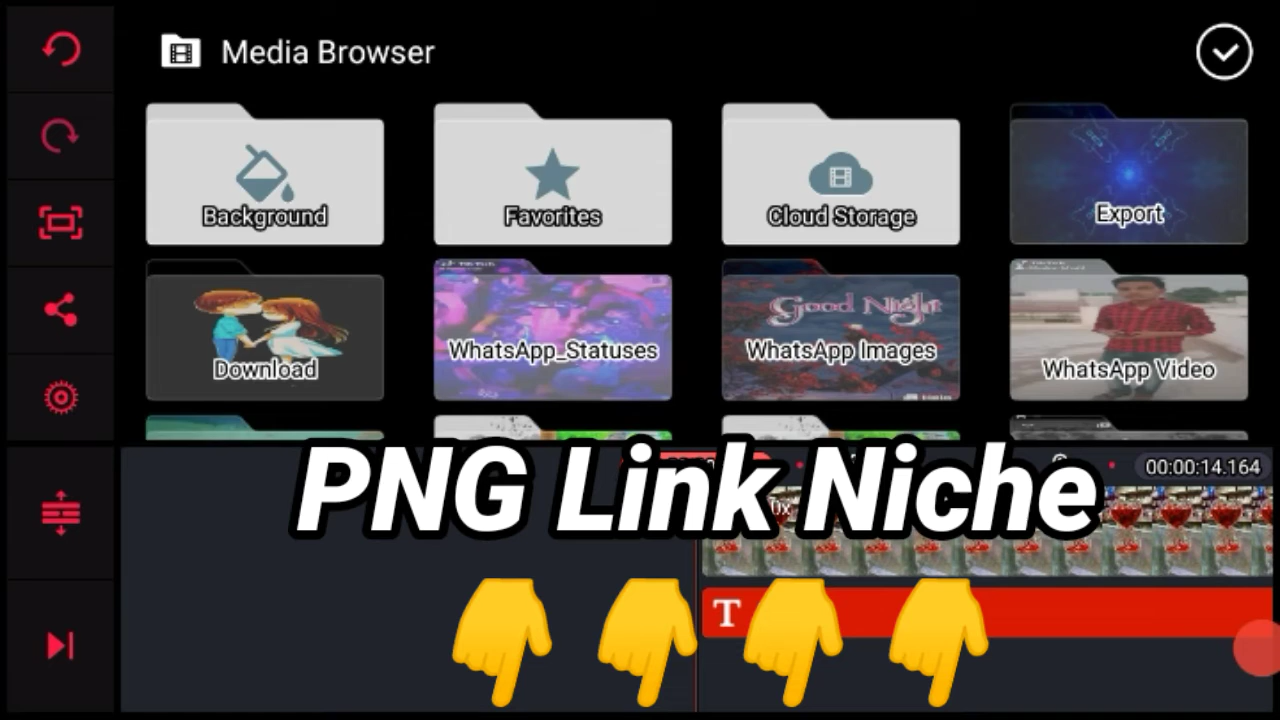 Media Browser
Background
Favorites
Cloud Storage
Export
Download
WhatsApp_Statuses
Good Night
WhatsApp Images
WhatsApp Video
PNG Link Niche
00:00:14.164
T